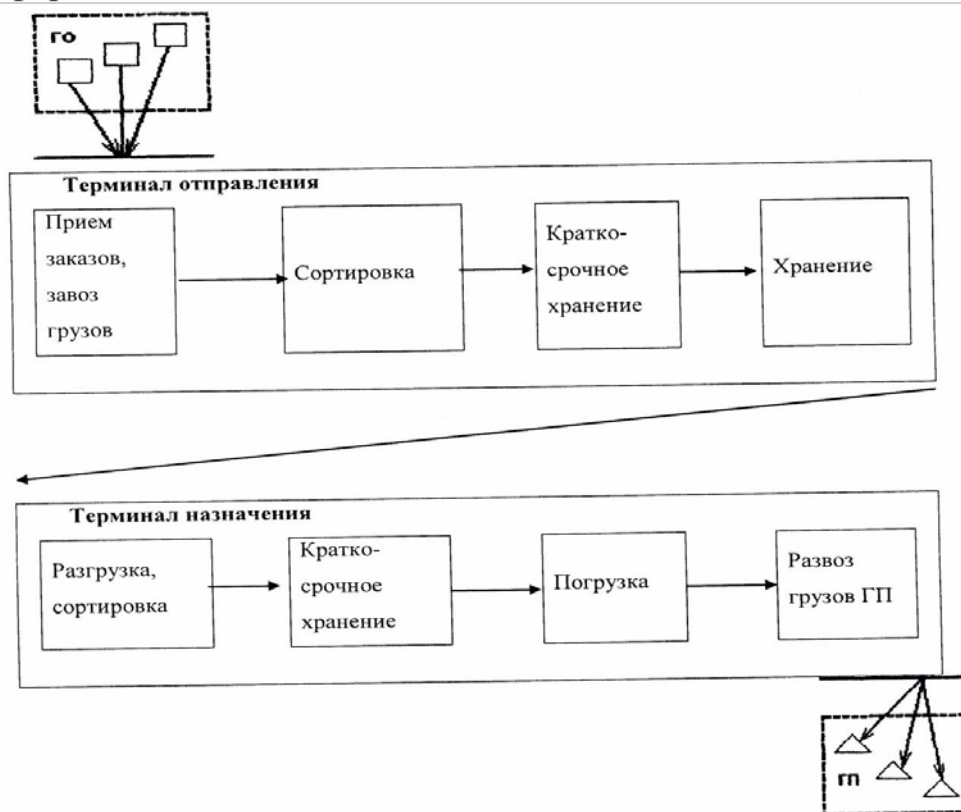 ГО
Терминал отправления
Прием
заказов,
завоз
грузов
Сортировка
Кратко-
срочное
хранение
Хранение
Терминал назначения
Разгрузка,
сортировка
Кратко-
срочное
хранение
Погрузка
Развоз
грузов ГП
ГП